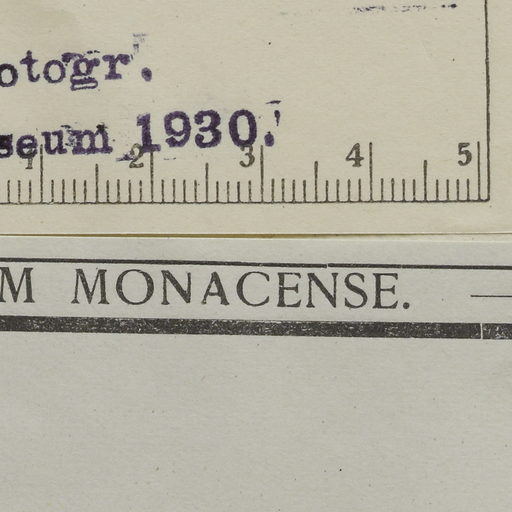 otogr.
seum 1930.
1 2 3 4 5
M MONACENSE.